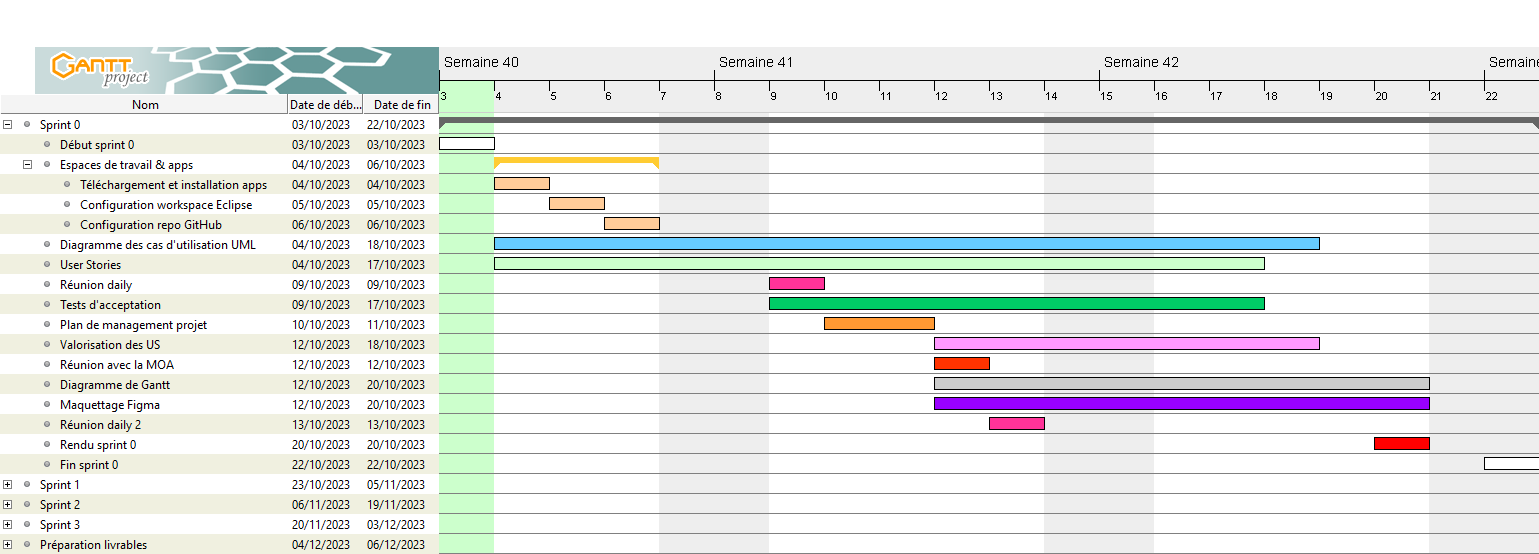 GANTT
project
Semaine 40 Semaine 41 Semaine 42 Semaine
3 4 5 6 7 8 9 10 11 12 13 14 15 16 17 18 19 20 21 22
Nom Date de déb... Date de fin
Sprint 0 03/10/2023 22/10/2023
Début sprint 0 03/10/2023 03/10/2023
Espaces de travail & apps 04/10/2023 06/10/2023
Téléchargement et installation apps 04/10/2023 04/10/2023
Configuration workspace Eclipse 05/10/2023 05/10/2023
Configuration repo GitHub 06/10/2023 06/10/2023
Diagramme des cas d'utilisation UML 04/10/2023 18/10/2023
User Stories 04/10/2023 17/10/2023
Réunion daily 09/10/2023 09/10/2023
Tests d'acceptation 09/10/2023 17/10/2023
Plan de management projet 10/10/2023 11/10/2023
Valorisation des US 12/10/2023 18/10/2023
Réunion avec la MOA 12/10/2023 12/10/2023
Diagramme de Gantt 12/10/2023 20/10/2023
Maquettage Figma 12/10/2023 20/10/2023
Réunion daily 2 13/10/2023 13/10/2023
Rendu sprint 0 20/10/2023 20/10/2023
Fin sprint 0 22/10/2023 22/10/2023
Sprint 1 23/10/2023 05/11/2023
Sprint 2 06/11/2023 19/11/2023
Sprint 3 20/11/2023 03/12/2023
Préparation livrables 04/12/2023 06/12/2023